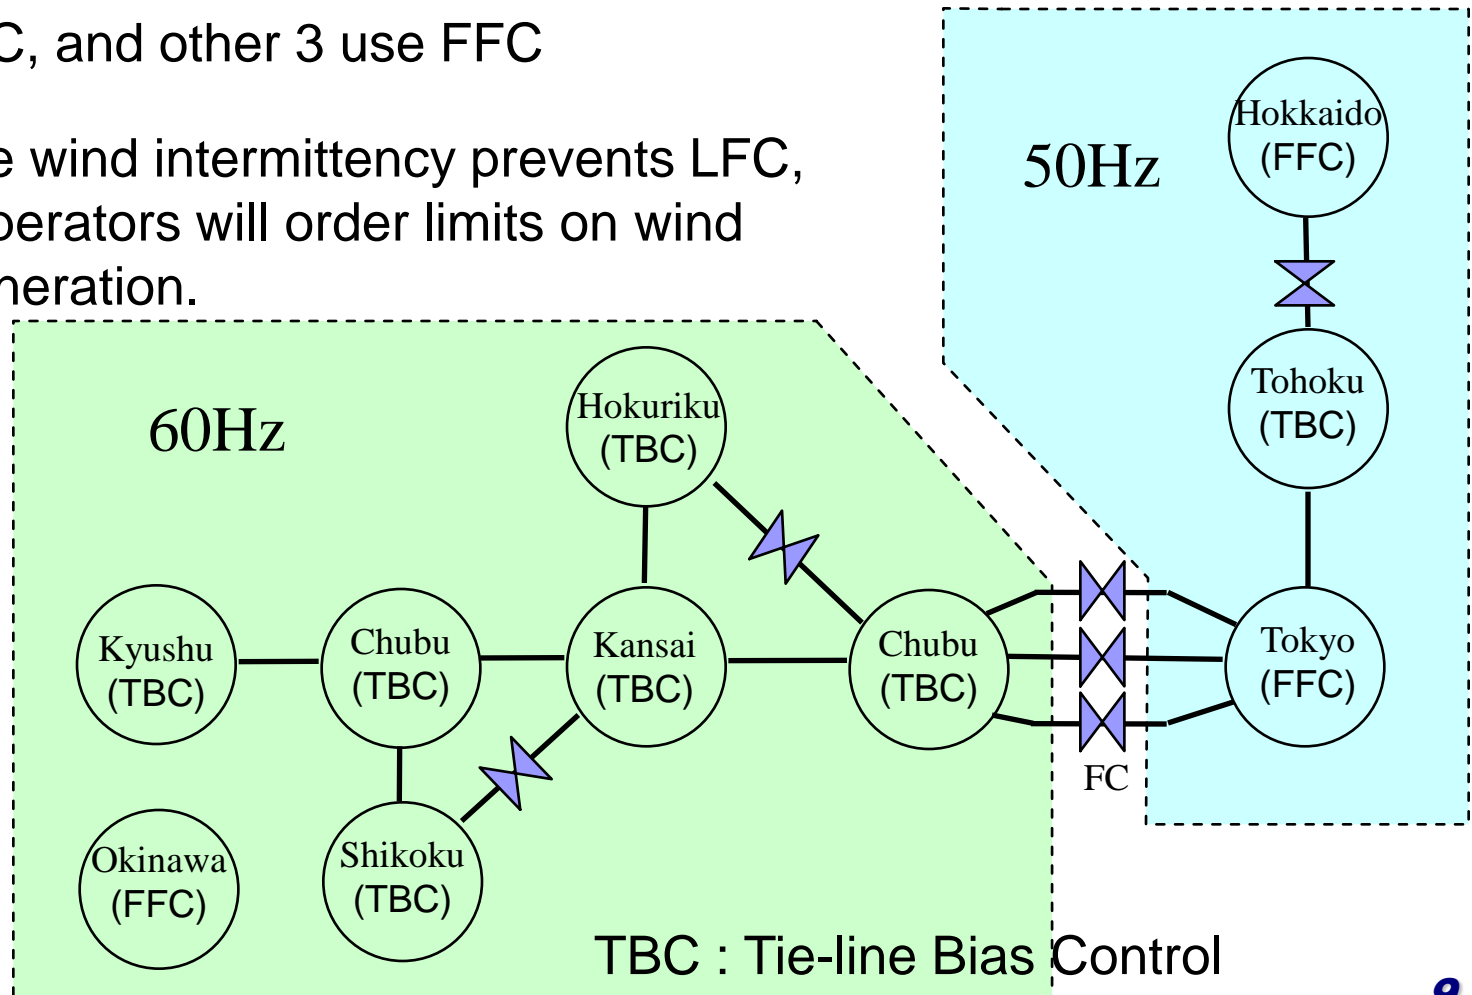 C, and other 3 use FFC
e wind intermittency prevents LFC,
perators will order limits on wind
neration.
50Hz
Hokkaido
(FFC)
Tohoku
(TBC)
60Hz
Hokuriku
(TBC)
Kyushu
(TBC)
Chubu
(TBC)
Kansai
(TBC)
Chubu
(TBC)
Tokyo
(FFC)
FC
Okinawa
(FFC)
Shikoku
(TBC)
TBC : Tie-line Bias Control
9